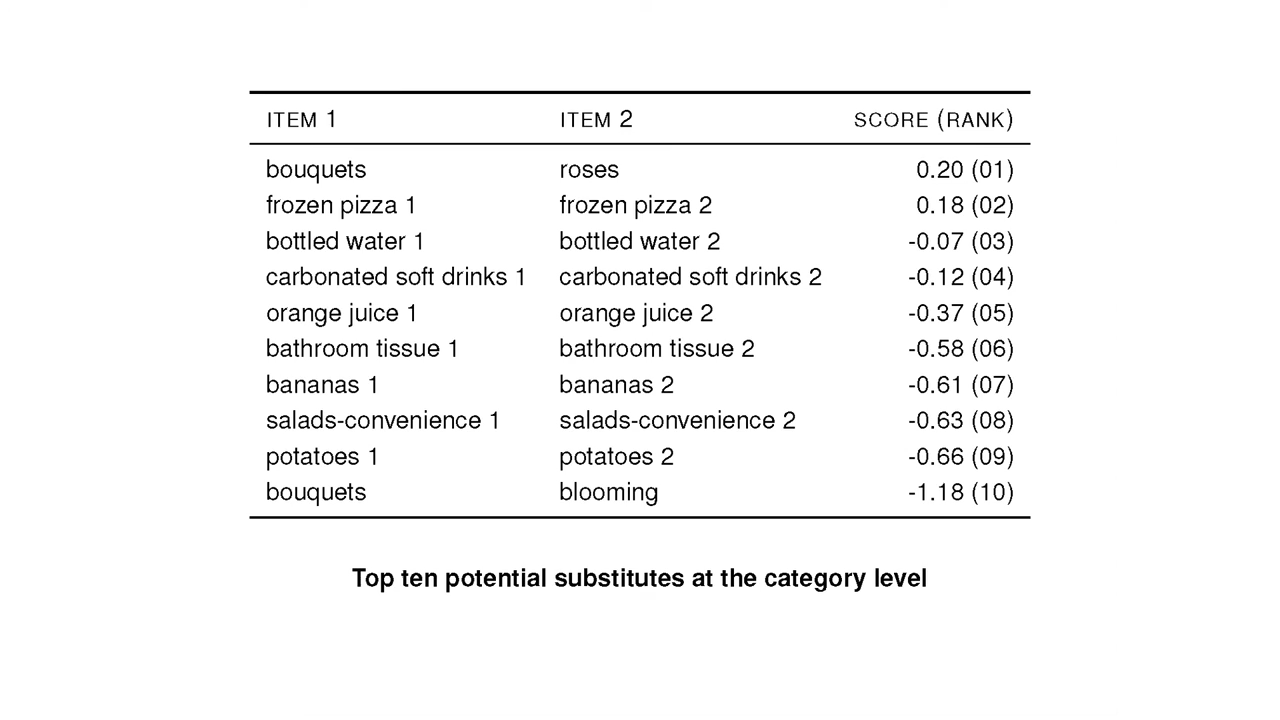 ITEM 1 ITEM 2 SCORE (RANK)
bouquets roses 0.20 (01)
frozen pizza 1 frozen pizza 2 0.18 (02)
bottled water 1 bottled water 2 -0.07 (03)
carbonated soft drinks 1 carbonated soft drinks 2 -0.12 (04)
orange juice 1 orange juice 2 -0.37 (05)
bathroom tissue 1 bathroom tissue 2 -0.58 (06)
bananas 1 bananas 2 -0.61 (07)
salads-convenience 1 salads-convenience 2 -0.63 (08)
potatoes 1 potatoes 2 -0.66 (09)
bouquets blooming -1.18 (10)
Top ten potential substitutes at the category level